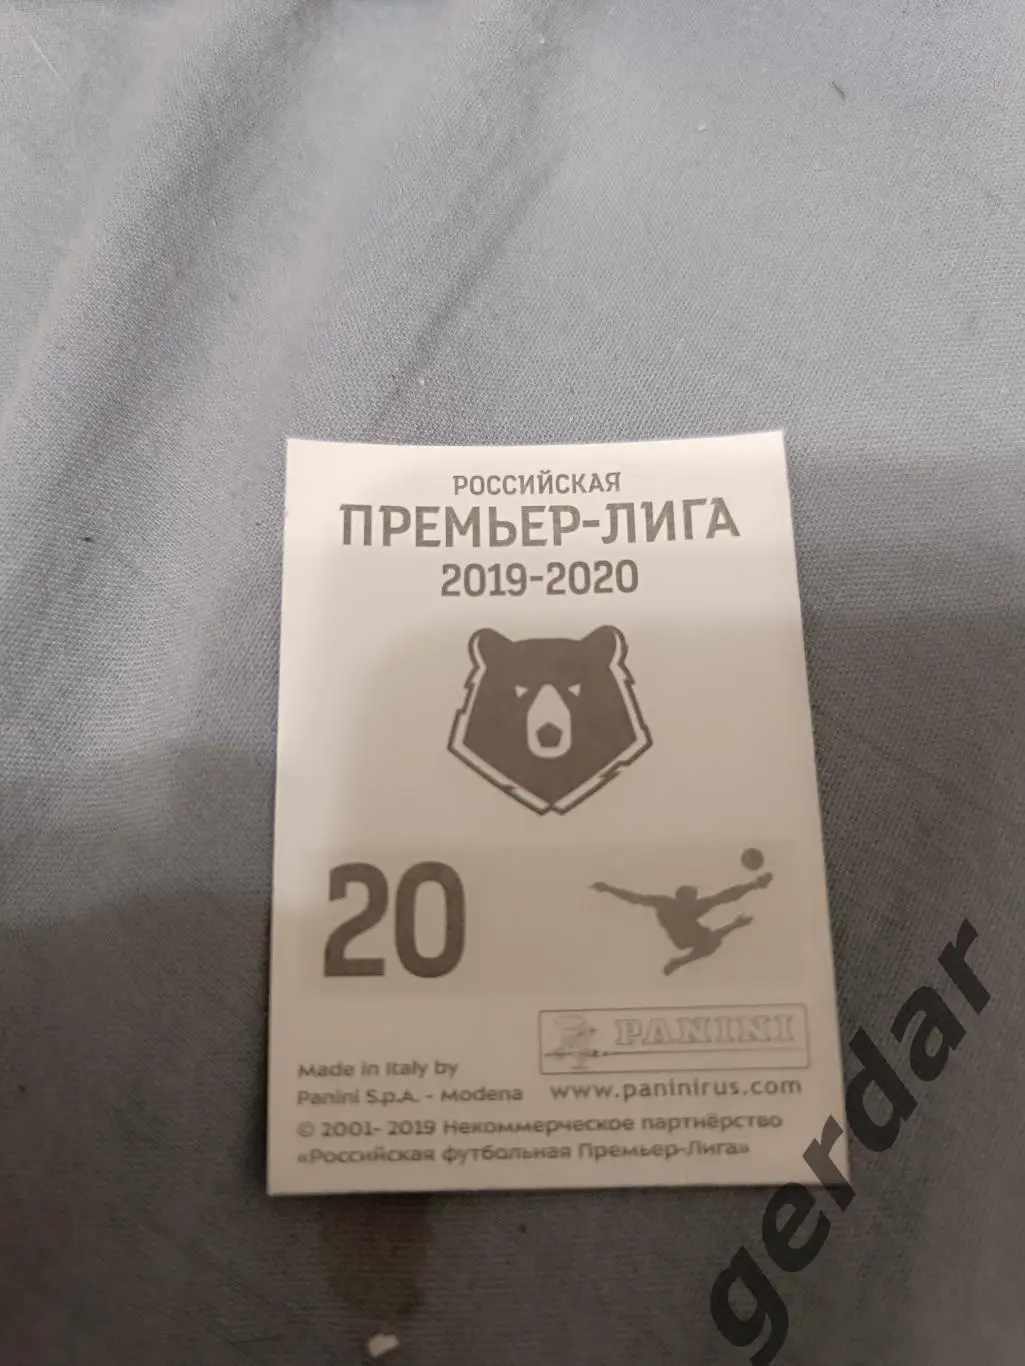 РОССИЙСКАЯ
ПРЕМЬЕР-ЛИГА
2019-2020
20
PANINI
Made in Italy by
Panini S.p.A. - Modena
www.paninirus.com
© 2001- 2019 Некоммерческое партнёрство
«Российская футбольная Премьер-Лига»
gerdar